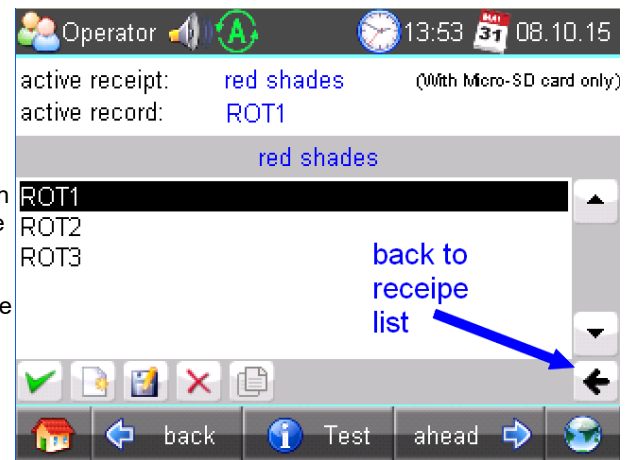 Operator A 13:53 31 08.10.15
active receipt: red shades (With Micro-SD card only)
active record: ROT1
red shades
n ROT1
e ROT2
ROT3
back to
receipe
e list
back Test ahead